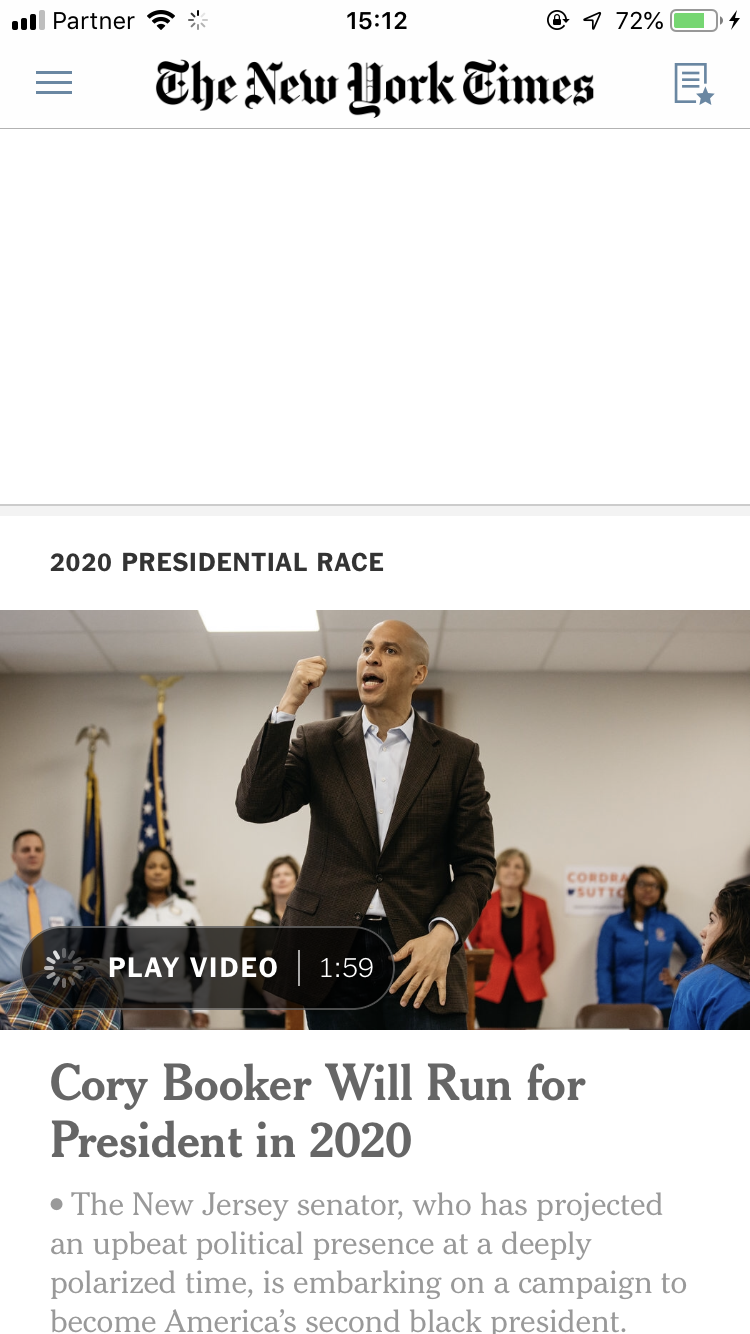 Partner 15:12 72%
The New York Times
2020 PRESIDENTIAL RACE
CORDRA
SUTTO
PLAY VIDEO | 1:59
Cory Booker Will Run for
President in 2020
• The New Jersey senator, who has projected
an upbeat political presence at a deeply
polarized time, is embarking on a campaign to
become America’s second black president.